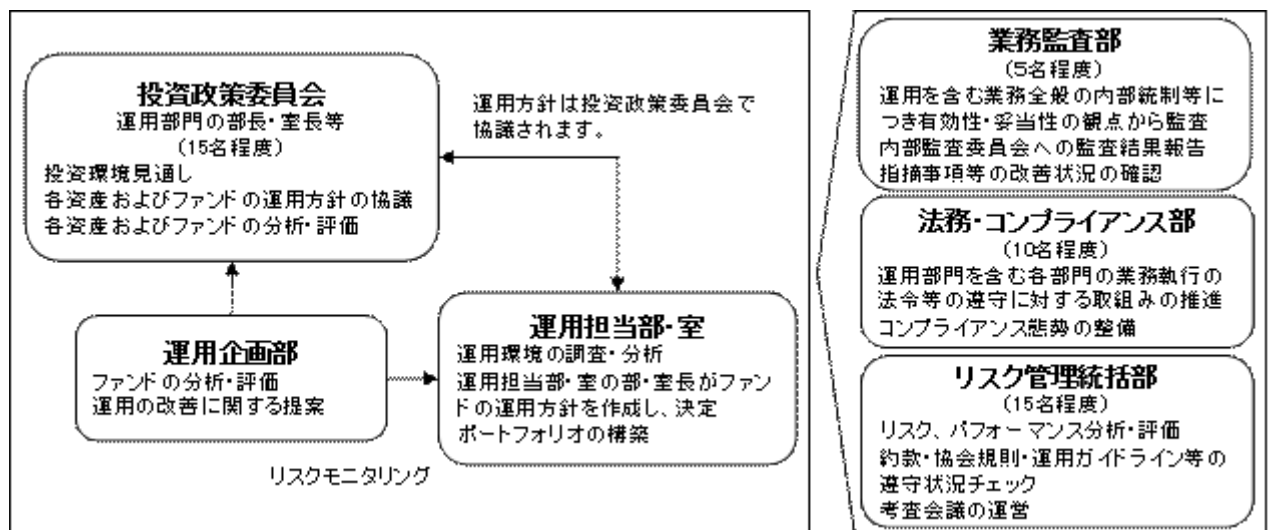 投資政策委員会
運用部門の部長・室長等
(15名程度)
投資環境見通し
各資産およびファンドの運用方針の協議
各資産およびファンドの分析・評価
運用方針は投資政策委員会で
協議されます。
運用企画部
ファンドの分析・評価
運用の改善に関する提案
運用担当部・室
運用環境の調査・分析
運用担当部・室の部・室長がファン
ドの運用方針を作成し、決定
ポートフォリオの構築
リスクモニタリング
業務監査部
(5名程度)
運用を含む業務全般の内部統制等に
つき有効性・妥当性の観点から監査
内部監査委員会への監査結果報告
指摘事項等の改善状況の確認
法務・コンプライアンス部
(10名程度)
運用部門を含む各部門の業務執行の
法令等の遵守に対する取組みの推進
コンプライアンス態勢の整備
リスク管理統括部
(15名程度)
リスク、パフォーマンス分析・評価
約款・協会規則・運用ガイドライン等の
遵守状況チェック
考査会議の運営